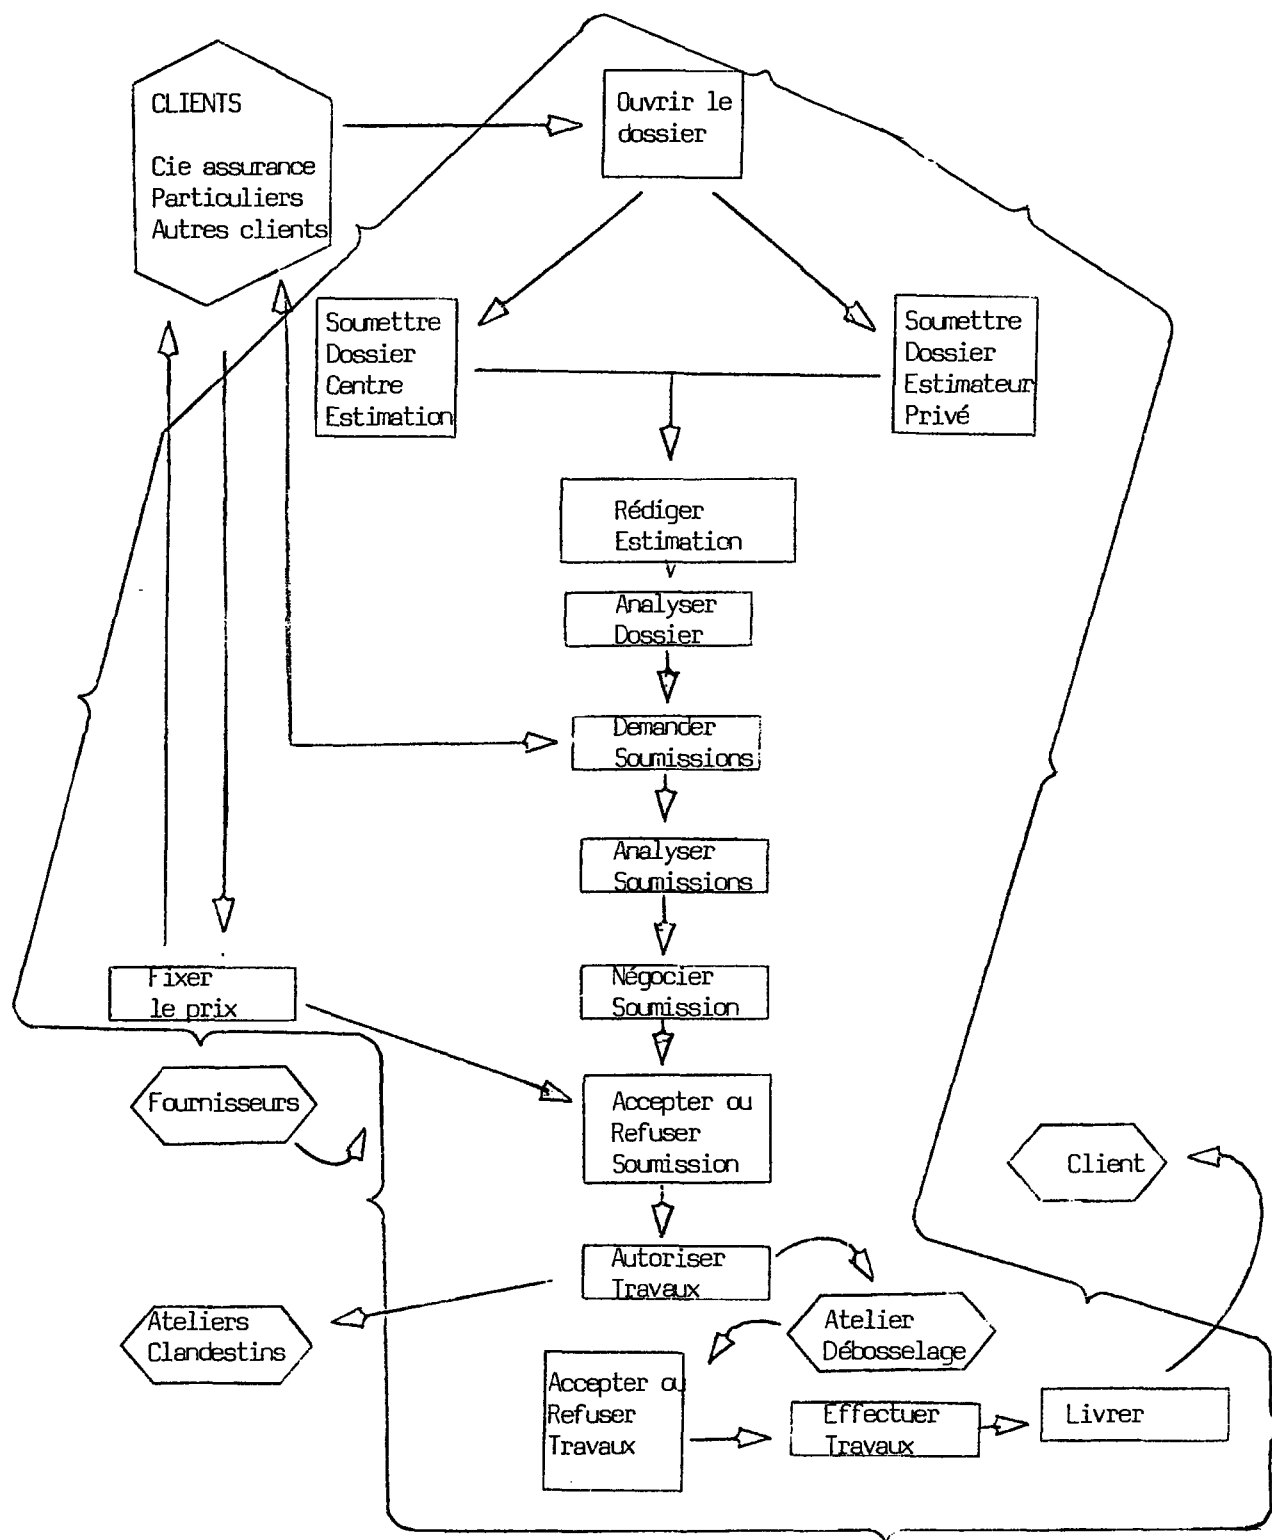 CLIENTS
Cie assurance
Particuliers
Autres clients
Ouvrir le
dossier
Soumettre
Dossier
Centre
Estimation
Soumettre
Dossier
Estimateur
Privé
Rédiger
Estimation
Analyser
Dossier
Demander
Soumissions
Analyser
Soumissions
Fixer
le prix
Négocier
Soumission
Fournisseurs
Accepter ou
Refuser
Soumission
Client
Autoriser
Travaux
Ateliers
Clandestins
Atelier
Débosselage
Accepter ou
Refuser
Travaux
Effectuer
Travaux
Livrer